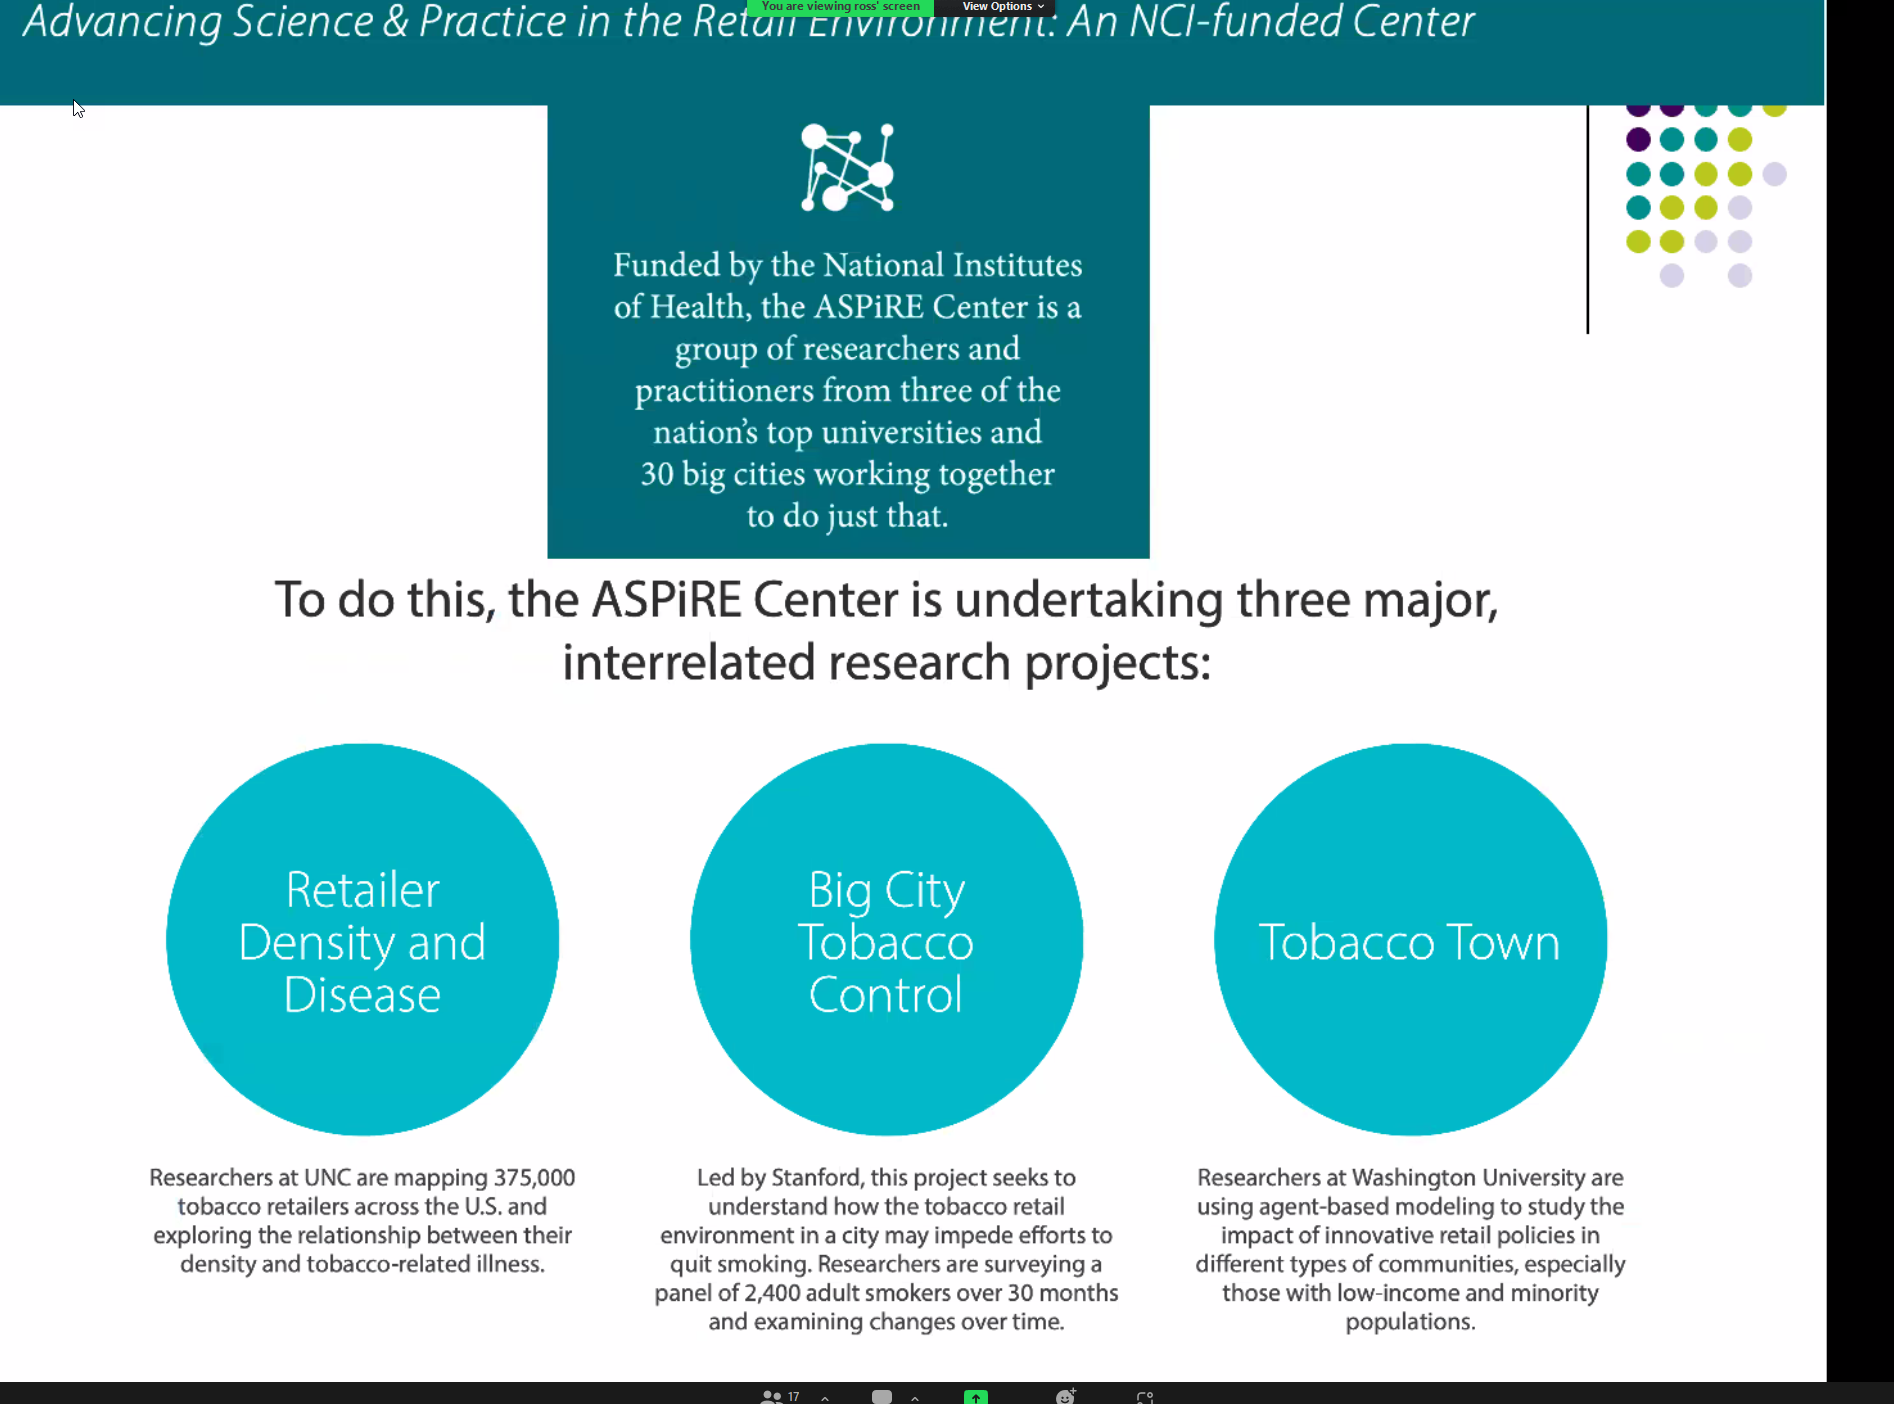 You are viewing ross' screen
View Options
Advancing Science & Practice in the Retail Environment: An NCI-funded Center
Funded by the National Institutes
of Health, the ASPiRE Center is a
group of researchers and
practitioners from three of the
nation's top universities and
30 big cities working together
to do just that.
To do this, the ASPiRE Center is undertaking three major,
interrelated research projects:
Retailer
Density and
Disease
Big City
Tobacco
Control
Tobacco Town
Researchers at UNC are mapping 375,000
tobacco retailers across the U.S. and
exploring the relationship between their
density and tobacco-related illness.
Led by Stanford, this project seeks to
understand how the tobacco retail
environment in a city may impede efforts to
quit smoking. Researchers are surveying a
panel of 2,400 adult smokers over 30 months
and examining changes over time.
Researchers at Washington University are
using agent-based modeling to study the
impact of innovative retail policies in
different types of communities, especially
those with low-income and minority
populations.
17